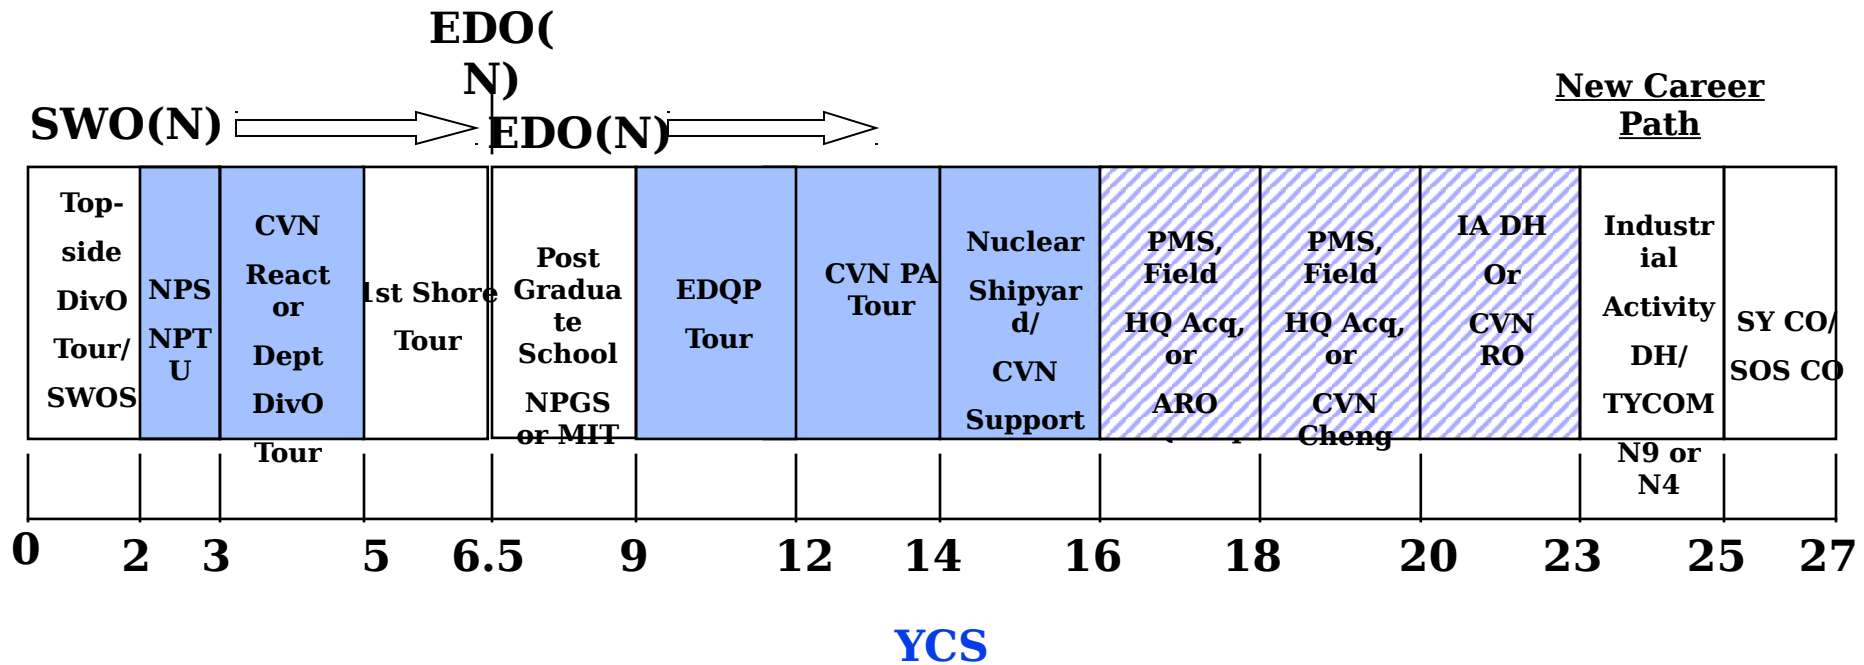 EDO(
N)
New Career
Path
SWO(N)
EDO(N)
Top-
side
DivO
Tour/
SWOS
NPS
NPT
U
CVN
React
or
Dept
DivO
Tour
1st Shore
Tour
Post
Gradua
te
School
NPGS
or MIT
EDQP
Tour
CVN PA
Tour
Nuclear
Shipyar
d/
CVN
Support
PMS,
Field
HQ Acq,
or
ARO
PMS,
Field
HQ Acq,
or
CVN
Cheng
IA DH
Or
CVN
RO
Industr
ial
Activity
DH/
TYCOM
N9 or
N4
SY CO/
SOS CO
0 2 3 5 6.5 9 12 14 16 18 20 23 25 27
YCS